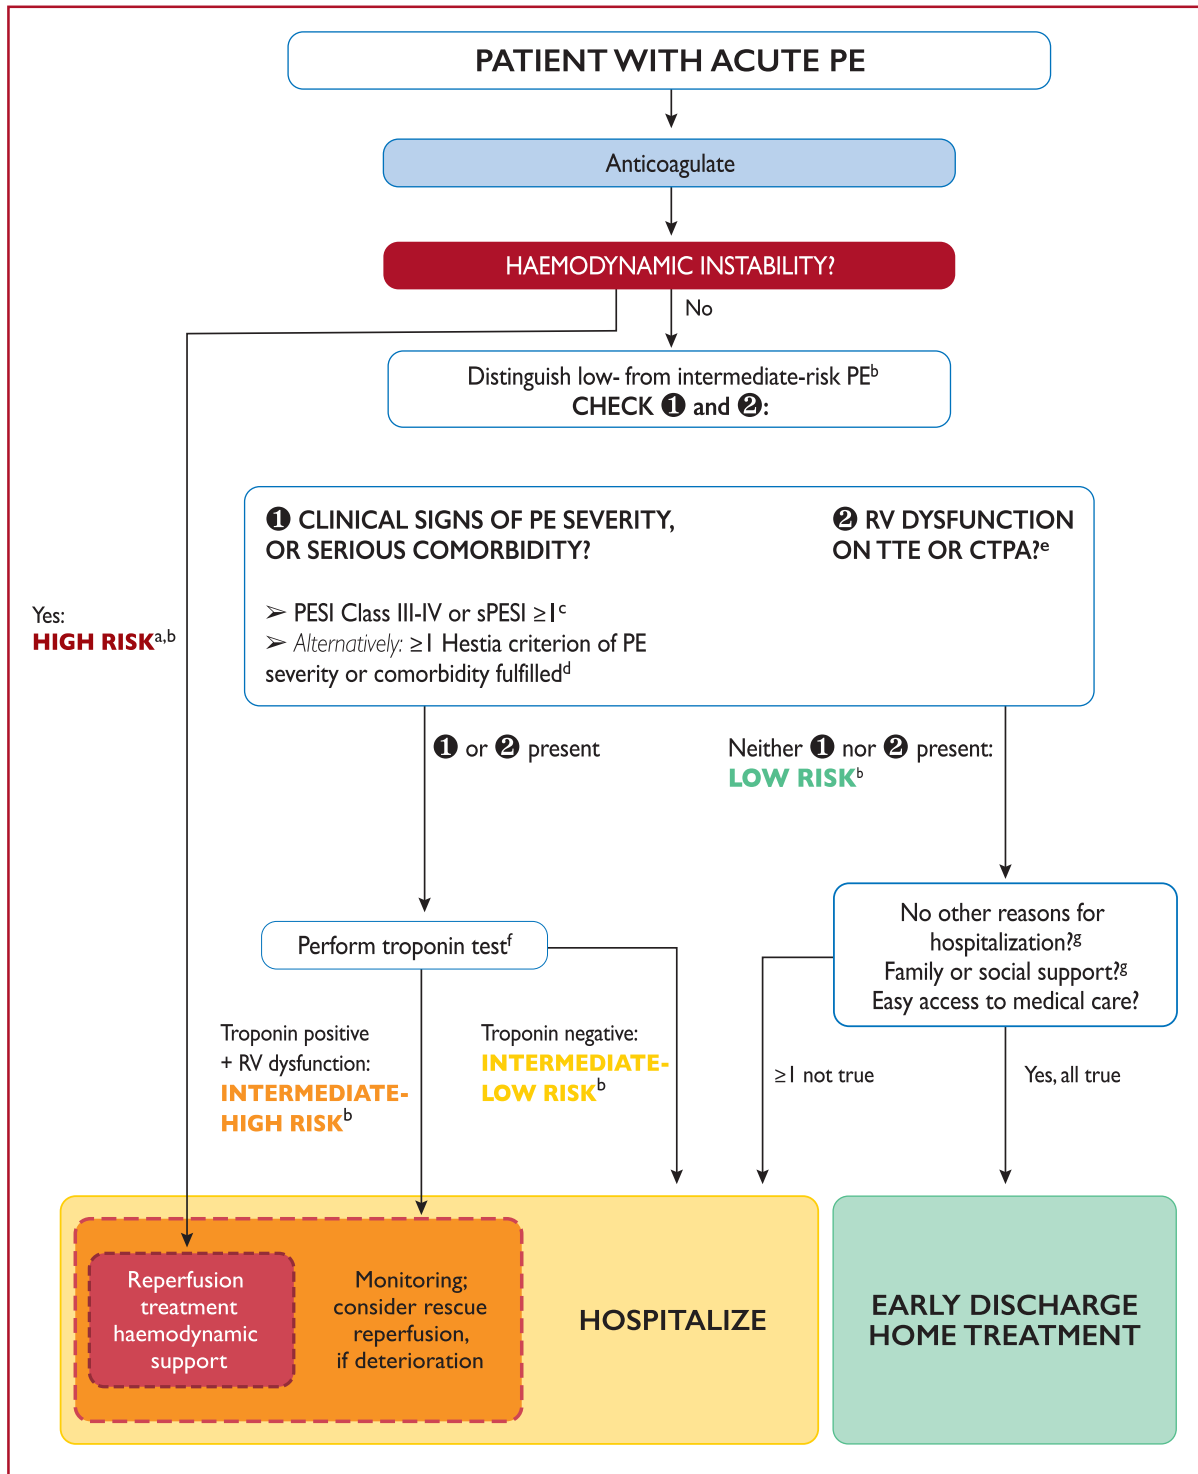 PATIENT WITH ACUTE PE
Anticoagulate
HAEMODYNAMIC INSTABILITY?
No
Distinguish low- from intermediate-risk PEᵇ
CHECK ❶ and ❷:
❶ CLINICAL SIGNS OF PE SEVERITY,
OR SERIOUS COMORBIDITY?
➢ PESI Class III-IV or sPESI ≥1ᶜ
➢ Alternatively: ≥1 Hestia criterion of PE
severity or comorbidity fulfilledᵈ
❷ RV DYSFUNCTION
ON TTE OR CTPA?ᵉ
Yes:
HIGH RISKᵃ,ᵇ
❶ or ❷ present
Neither ❶ nor ❷ present:
LOW RISKᵇ
Perform troponin testᶠ
No other reasons for
hospitalization?ᵍ
Family or social support?ᵍ
Easy access to medical care?
Troponin positive
+ RV dysfunction:
INTERMEDIATE-
HIGH RISKᵇ
Troponin negative:
INTERMEDIATE-
LOW RISKᵇ
≥1 not true
Yes, all true
Reperfusion
treatment
haemodynamic
support
Monitoring;
consider rescue
reperfusion,
if deterioration
HOSPITALIZE
EARLY DISCHARGE
HOME TREATMENT